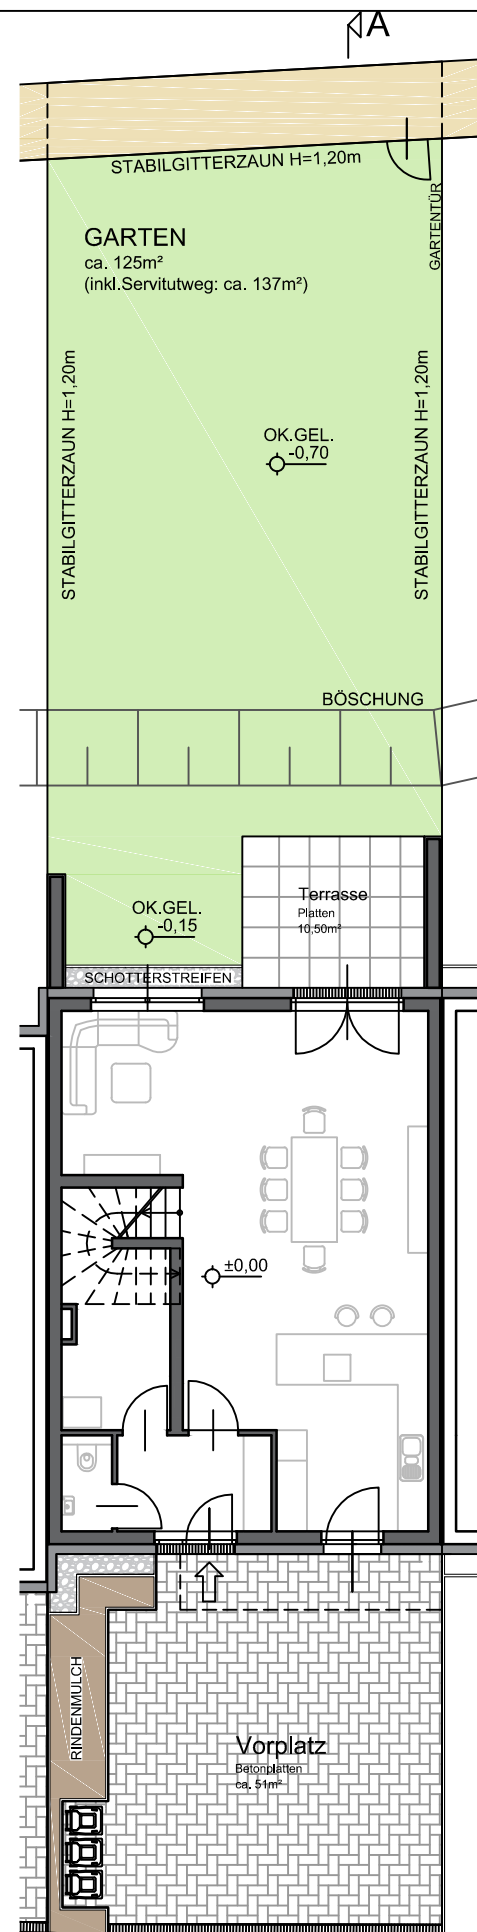 A
STABILGITTERZAUN H=1,20m
GARTENTÜR
GARTEN
ca. 125m²
(inkl.Servitutweg: ca. 137m²)
STABILGITTERZAUN H=1,20m
STABILGITTERZAUN H=1,20m
OK.GEL.
-0,70
BÖSCHUNG
Terrasse
Platten
10,50m²
OK.GEL.
-0,15
SCHOTTERSTREIFEN
±0,00
RINDENMULCH
Vorplatz
Betonplatten
ca. 51m²